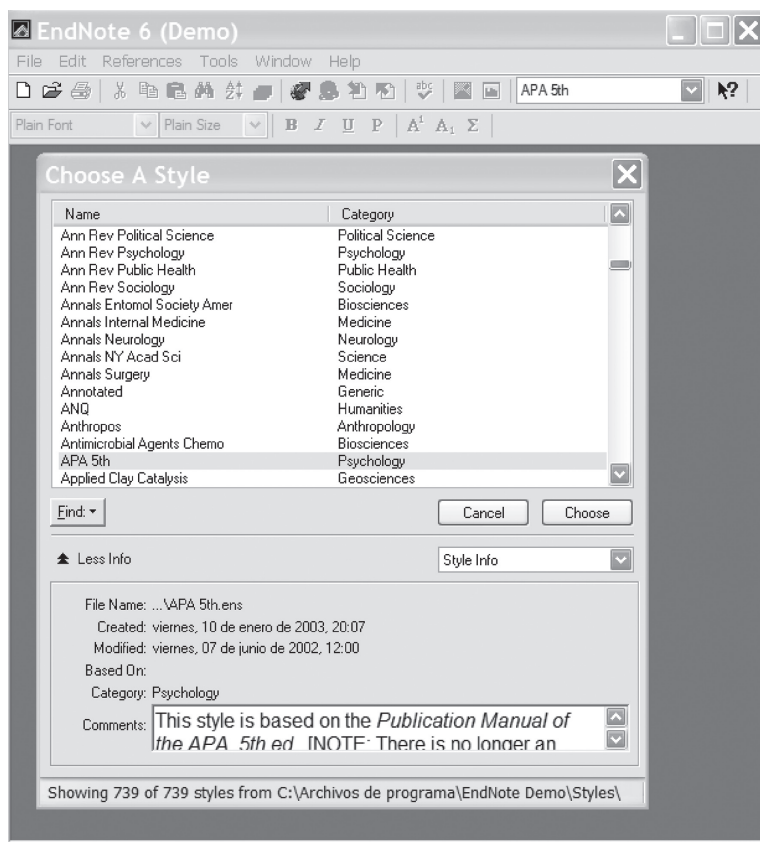 EndNote 6 (Demo)
File Edit References Tools Window Help
abc APA 5th ?
Plain Font Plain Size B I U P A¹ A₁ Σ
Choose A Style
Name Category
Ann Rev Political Science Political Science
Ann Rev Psychology Psychology
Ann Rev Public Health Public Health
Ann Rev Sociology Sociology
Annals Entomol Society Amer Biosciences
Annals Internal Medicine Medicine
Annals Neurology Neurology
Annals NY Acad Sci Science
Annals Surgery Medicine
Annotated Generic
ANQ Humanities
Anthropos Anthropology
Antimicrobial Agents Chemo Biosciences
APA 5th Psychology
Applied Clay Catalysis Geosciences
Find: Cancel Choose
Less Info Style Info
File Name: ...\APA 5th.ens
Created: viernes, 10 de enero de 2003, 20:07
Modified: viernes, 07 de junio de 2002, 12:00
Based On:
Category: Psychology
Comments: This style is based on the Publication Manual of
the APA, 5th ed. [NOTE: There is no longer an
Showing 739 of 739 styles from C:\Archivos de programa\EndNote Demo\Styles\